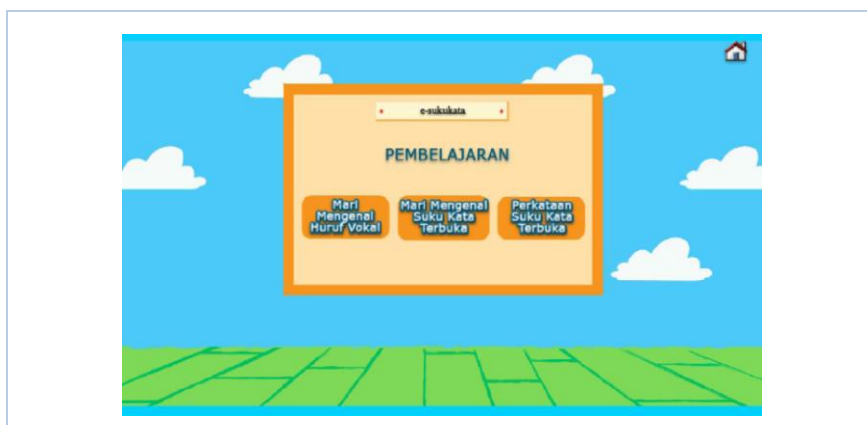 e-sukukata
PEMBELAJARAN
Mari
Mengenal
Huruf Vokal
Mari Mengenal
Suku Kata
Terbuka
Perkataan
Suku Kata
Terbuka